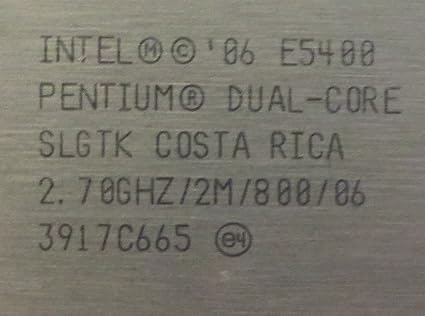 INTEL Ⓜ © '06 E5400
PENTIUM® DUAL-CORE
SLGTK COSTA RICA
2.70GHZ/2M/800/06
3917C665 e4